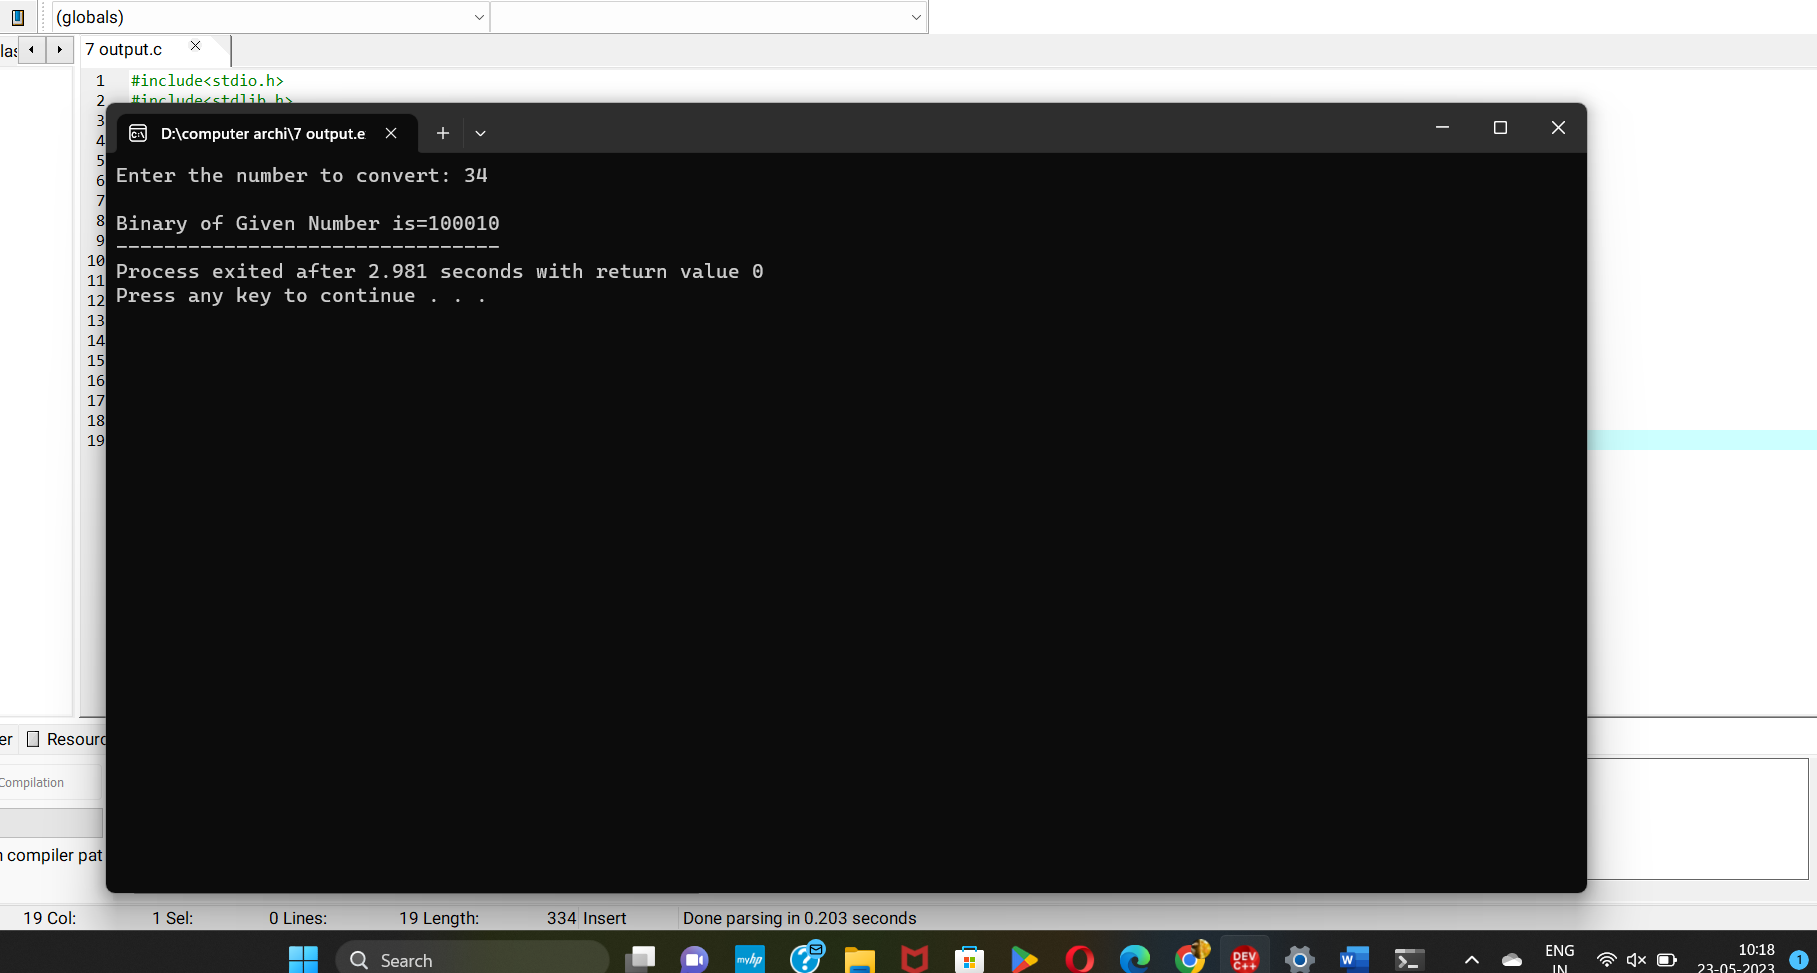 (globals)
7 output.c
1 #include<stdio.h>
2 #include<stdlib.h>
3
4
5
6
7
8
9
10
11
12
13
14
15
16
17
18
19
D:\computer archi\7 output.e
Enter the number to convert: 34
Binary of Given Number is=100010
--------------------------------
Process exited after 2.981 seconds with return value 0
Press any key to continue . . .
er Resourc
Compilation
compiler pat
19 Col: 1 Sel: 0 Lines: 19 Length: 334 Insert Done parsing in 0.203 seconds
Search
myhp
DEV C++
W
ENG
IN
10:18
23-05-2023
1